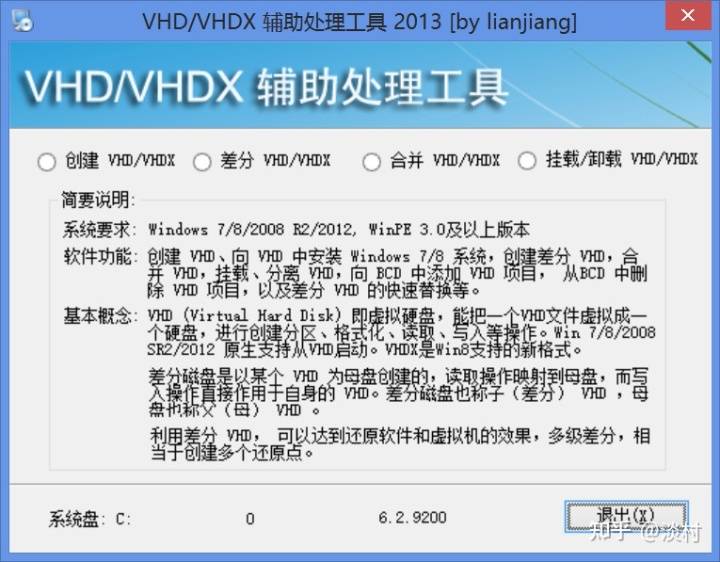 VHD/VHDX 辅助处理工具 2013 [by lianjiang]
VHD/VHDX 辅助处理工具
创建 VHD/VHDX 差分 VHD/VHDX 合并 VHD/VHDX 挂载/卸载 VHD/VHDX
简要说明:
系统要求: Windows 7/8/2008 R2/2012, WinPE 3.0及以上版本
软件功能: 创建 VHD、向 VHD 中安装 Windows 7/8 系统，创建差分 VHD，合
并 VHD，挂载、分离 VHD，向 BCD 中添加 VHD 项目， 从BCD 中删
除 VHD 项目，以及差分 VHD 的快速替换等。
基本概念: VHD (Virtual Hard Disk) 即虚拟硬盘，能把一个VHD文件虚拟成一
个硬盘，进行创建分区、格式化、读取、写入等操作。Win 7/8/2008
SR2/2012 原生支持从VHD启动。VHDX是Win8支持的新格式。
差分磁盘是以某个 VHD 为母盘创建的，读取操作映射到母盘，而写
入操作直接作用于自身的 VHD。差分磁盘也称子（差分） VHD ，母
盘也称父（母） VHD 。
利用差分 VHD， 可以达到还原软件和虚拟机的效果，多级差分，相
当于创建多个还原点。
系统盘: C: 0 6.2.9200 退出(X)
知乎 @淡村